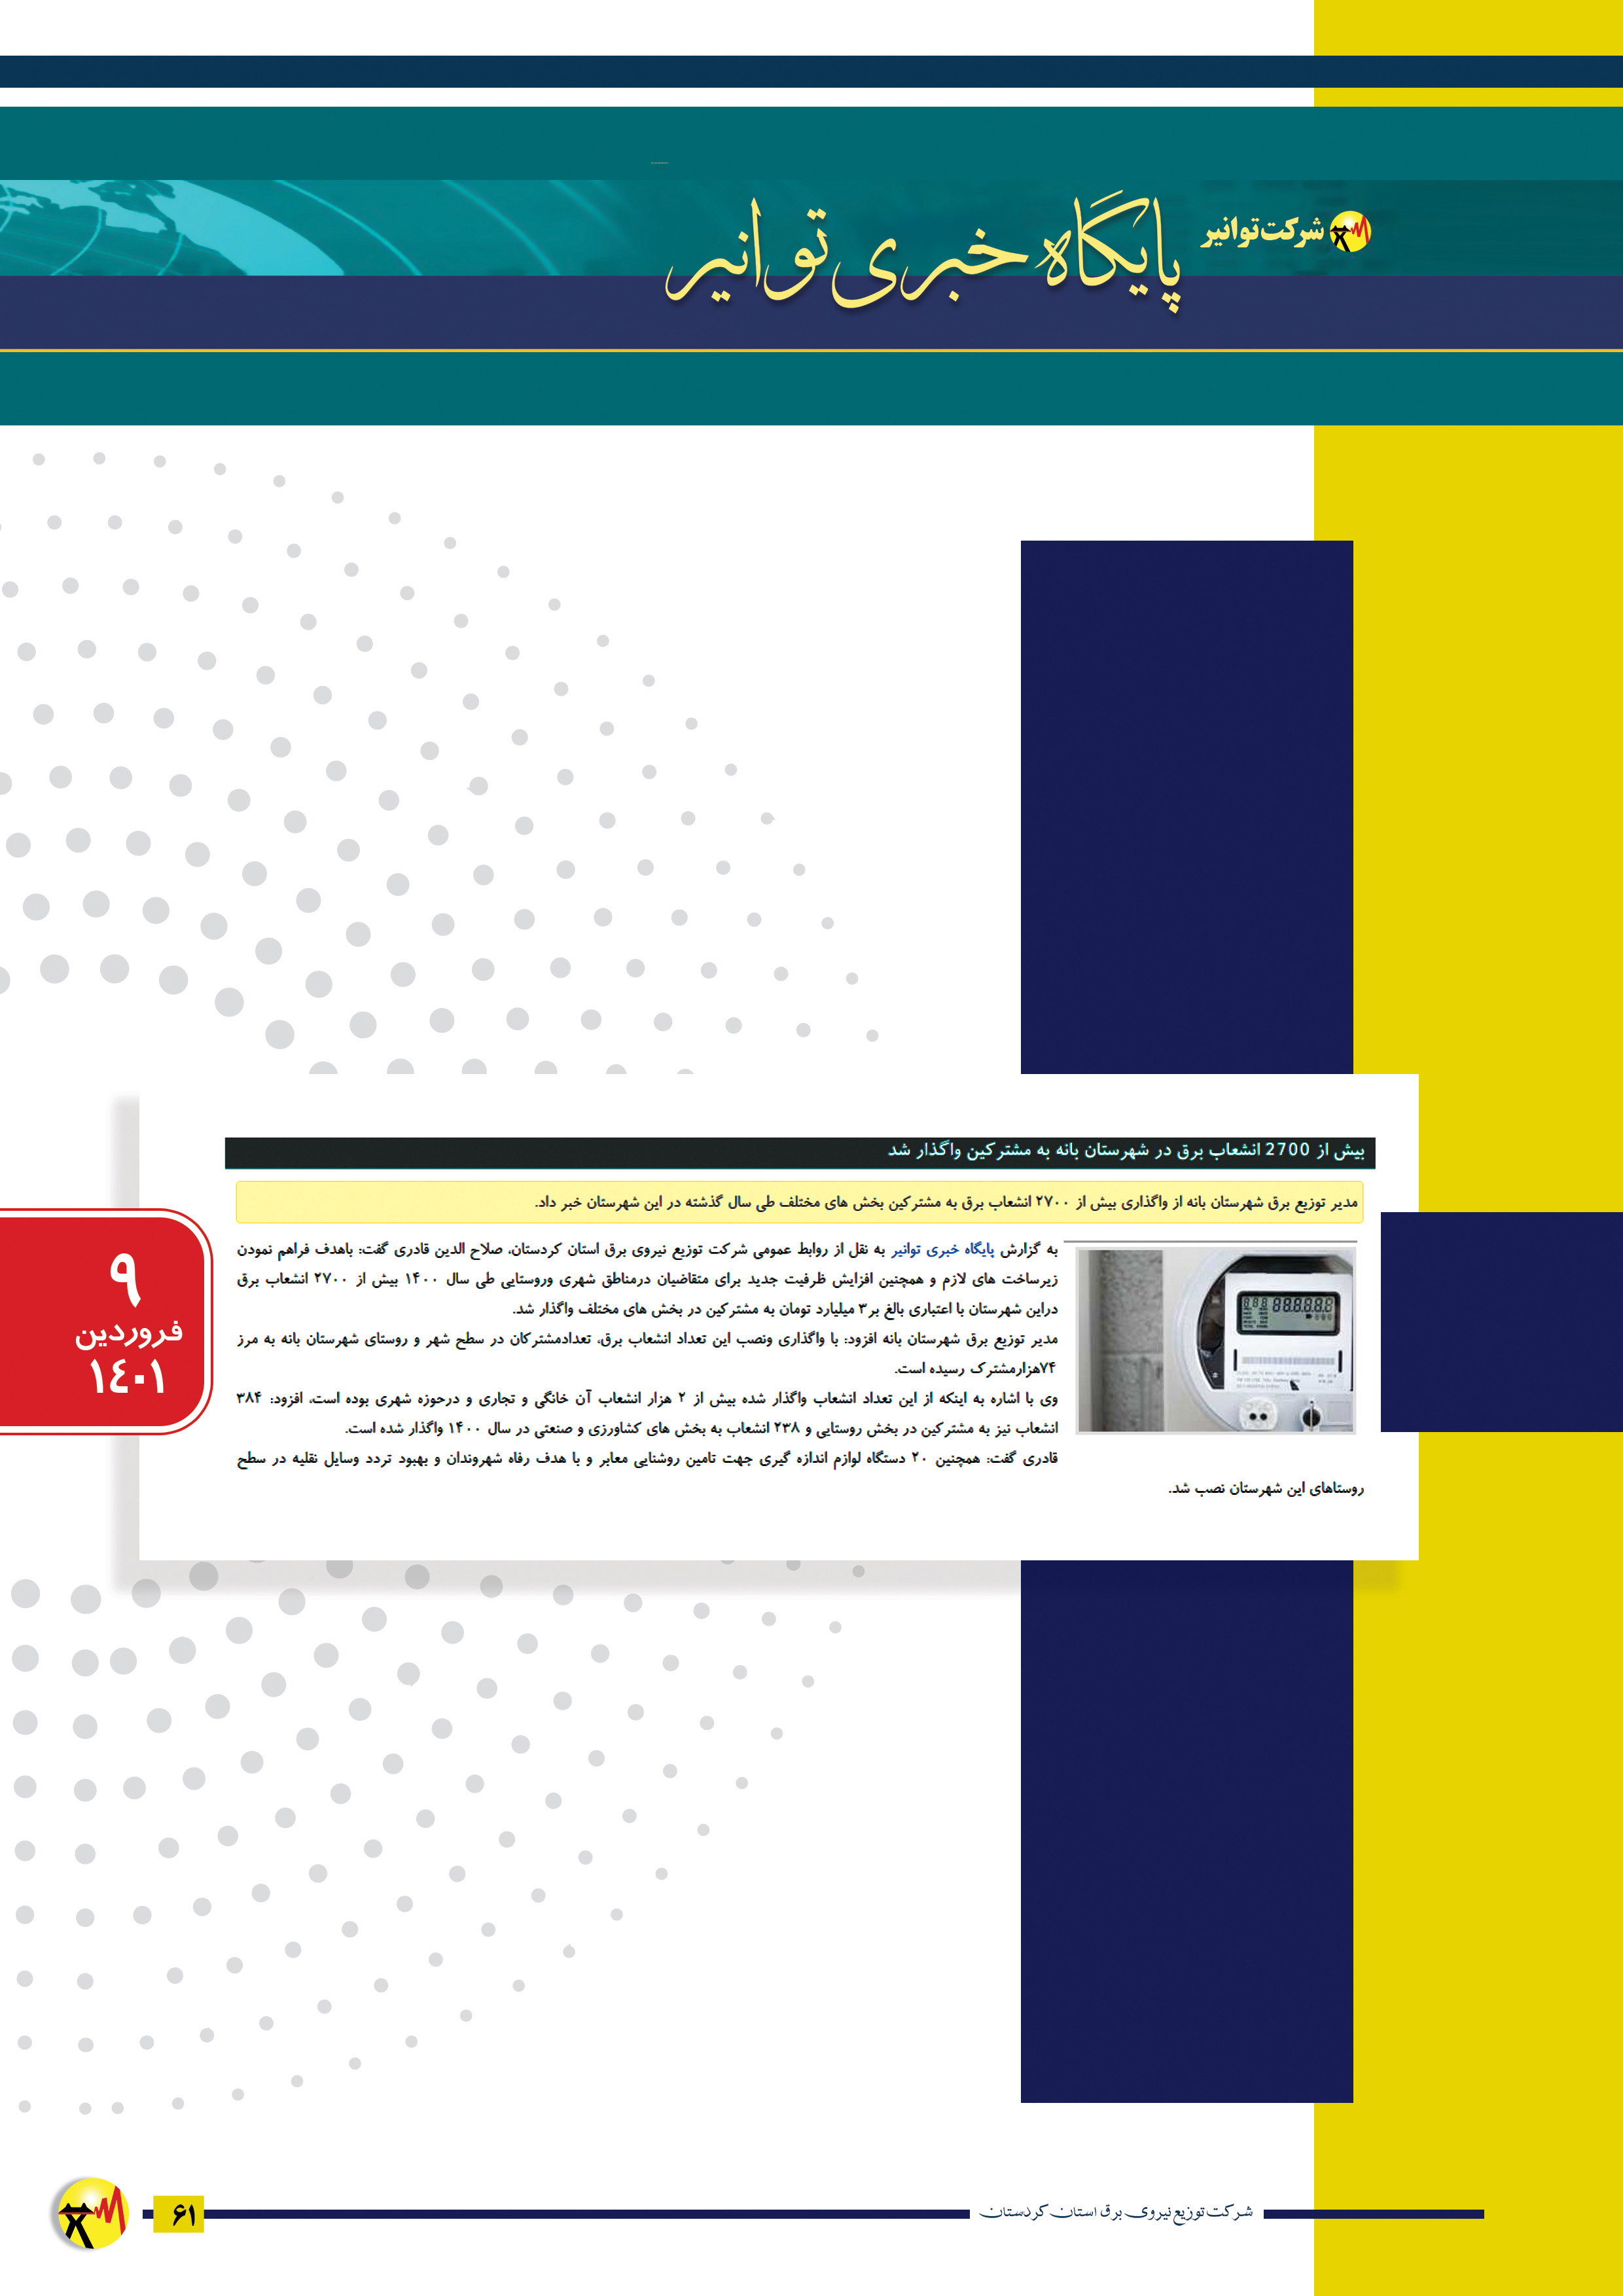 شرکت توانیر
پایگاه خبری توانیر
بیش از 2700 انشعاب برق در شهرستان بانه به مشترکین واگذار شد
مدیر توزیع برق شهرستان بانه از واگذاری بیش از ۲۷۰۰ انشعاب برق به مشترکین بخش های مختلف طی سال گذشته در این شهرستان خبر داد.
به گزارش پایگاه خبری توانیر به نقل از روابط عمومی شرکت توزیع نیروی برق استان کردستان، صلاح الدین قادری گفت: باهدف فراهم نمودن
زیرساخت های لازم و همچنین افزایش ظرفیت جدید برای متقاضیان درمناطق شهری وروستایی طی سال ۱۴۰۰ بیش از ۲۷۰۰ انشعاب برق
دراین شهرستان با اعتباری بالغ بر۳ میلیارد تومان به مشترکین در بخش های مختلف واگذار شد.
مدیر توزیع برق شهرستان بانه افزود: با واگذاری ونصب این تعداد انشعاب برق، تعدادمشترکان در سطح شهر و روستای شهرستان بانه به مرز
۷۴هزارمشترک رسیده است.
وی با اشاره به اینکه از این تعداد انشعاب واگذار شده بیش از ۲ هزار انشعاب آن خانگی و تجاری و درحوزه شهری بوده است، افزود: ۳۸۴
انشعاب نیز به مشترکین در بخش روستایی و ۲۳۸ انشعاب به بخش های کشاورزی و صنعتی در سال ۱۴۰۰ واگذار شده است.
قادری گفت: همچنین ۲۰ دستگاه لوازم اندازه گیری جهت تامین روشنایی معابر و با هدف رفاه شهروندان و بهبود تردد وسایل نقلیه در سطح
روستاهای این شهرستان نصب شد.
۹
فروردین
١٤٠١
شرکت توزیع نیروی برق استان کردستان
۶۱